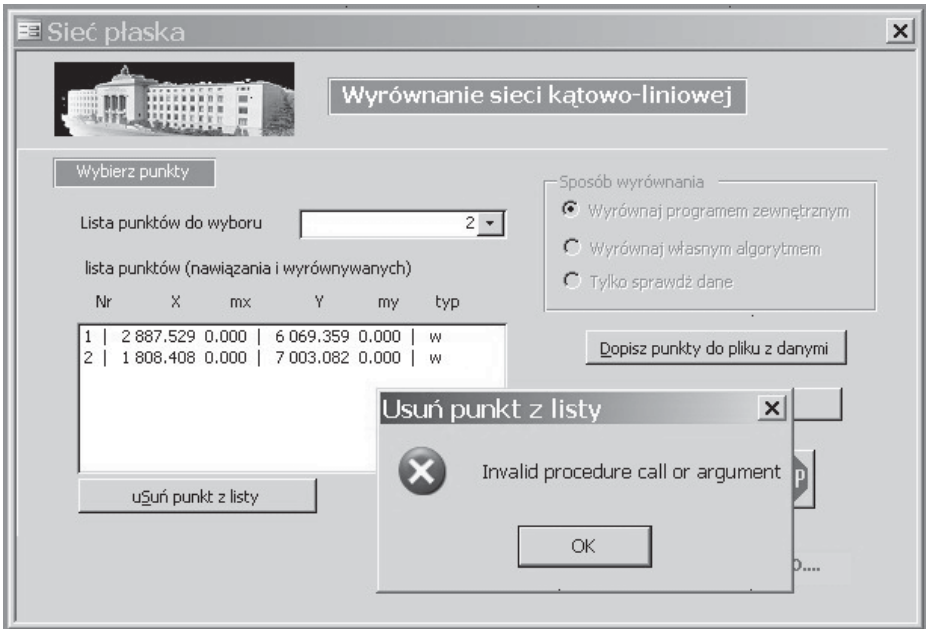 Sieć płaska
Wyrównanie sieci kątowo-liniowej
Wybierz punkty
Lista punktów do wyboru 2
lista punktów (nawiązania i wyrównywanych)
Nr X mx Y my typ
1 | 2 887.529 0.000 | 6 069.359 0.000 | w
2 | 1 808.408 0.000 | 7 003.082 0.000 | w
uSuń punkt z listy
Sposób wyrównania
Wyrównaj programem zewnętrznym
Wyrównaj własnym algorytmem
Tylko sprawdź dane
Dopisz punkty do pliku z danymi
Usuń punkt z listy
Invalid procedure call or argument
OK